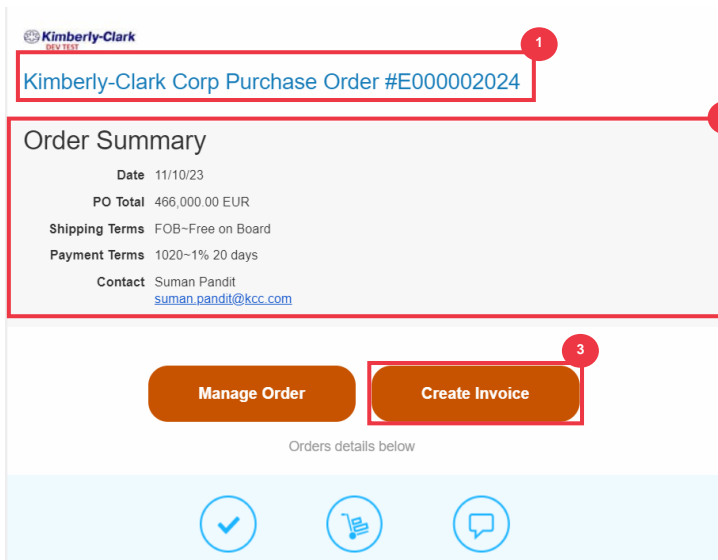 Kimberly-Clark
DEV TEST
1
Kimberly-Clark Corp Purchase Order #E000002024
Order Summary
Date 11/10/23
PO Total 466,000.00 EUR
Shipping Terms FOB~Free on Board
Payment Terms 1020~1% 20 days
Contact Suman Pandit
suman.pandit@kcc.com
3
Manage Order Create Invoice
Orders details below